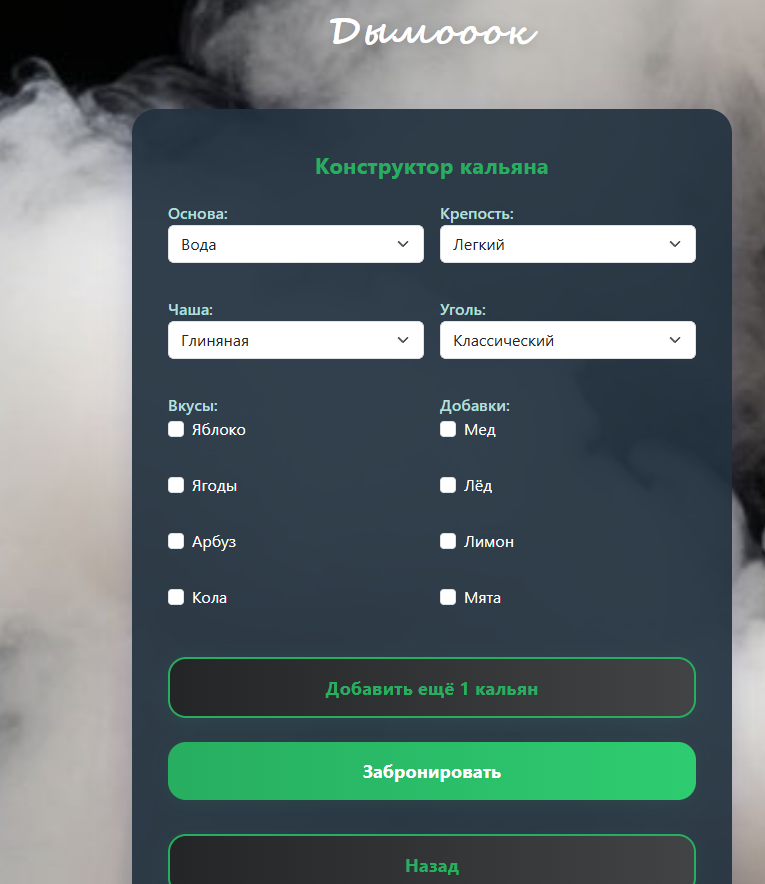 Дымооок
Конструктор кальяна
Основа: Крепость:
Вода Легкий
Чаша: Уголь:
Глиняная Классический
Вкусы: Добавки:
Яблоко Мед
Ягоды Лёд
Арбуз Лимон
Кола Мята
Добавить ещё 1 кальян
Забронировать
Назад